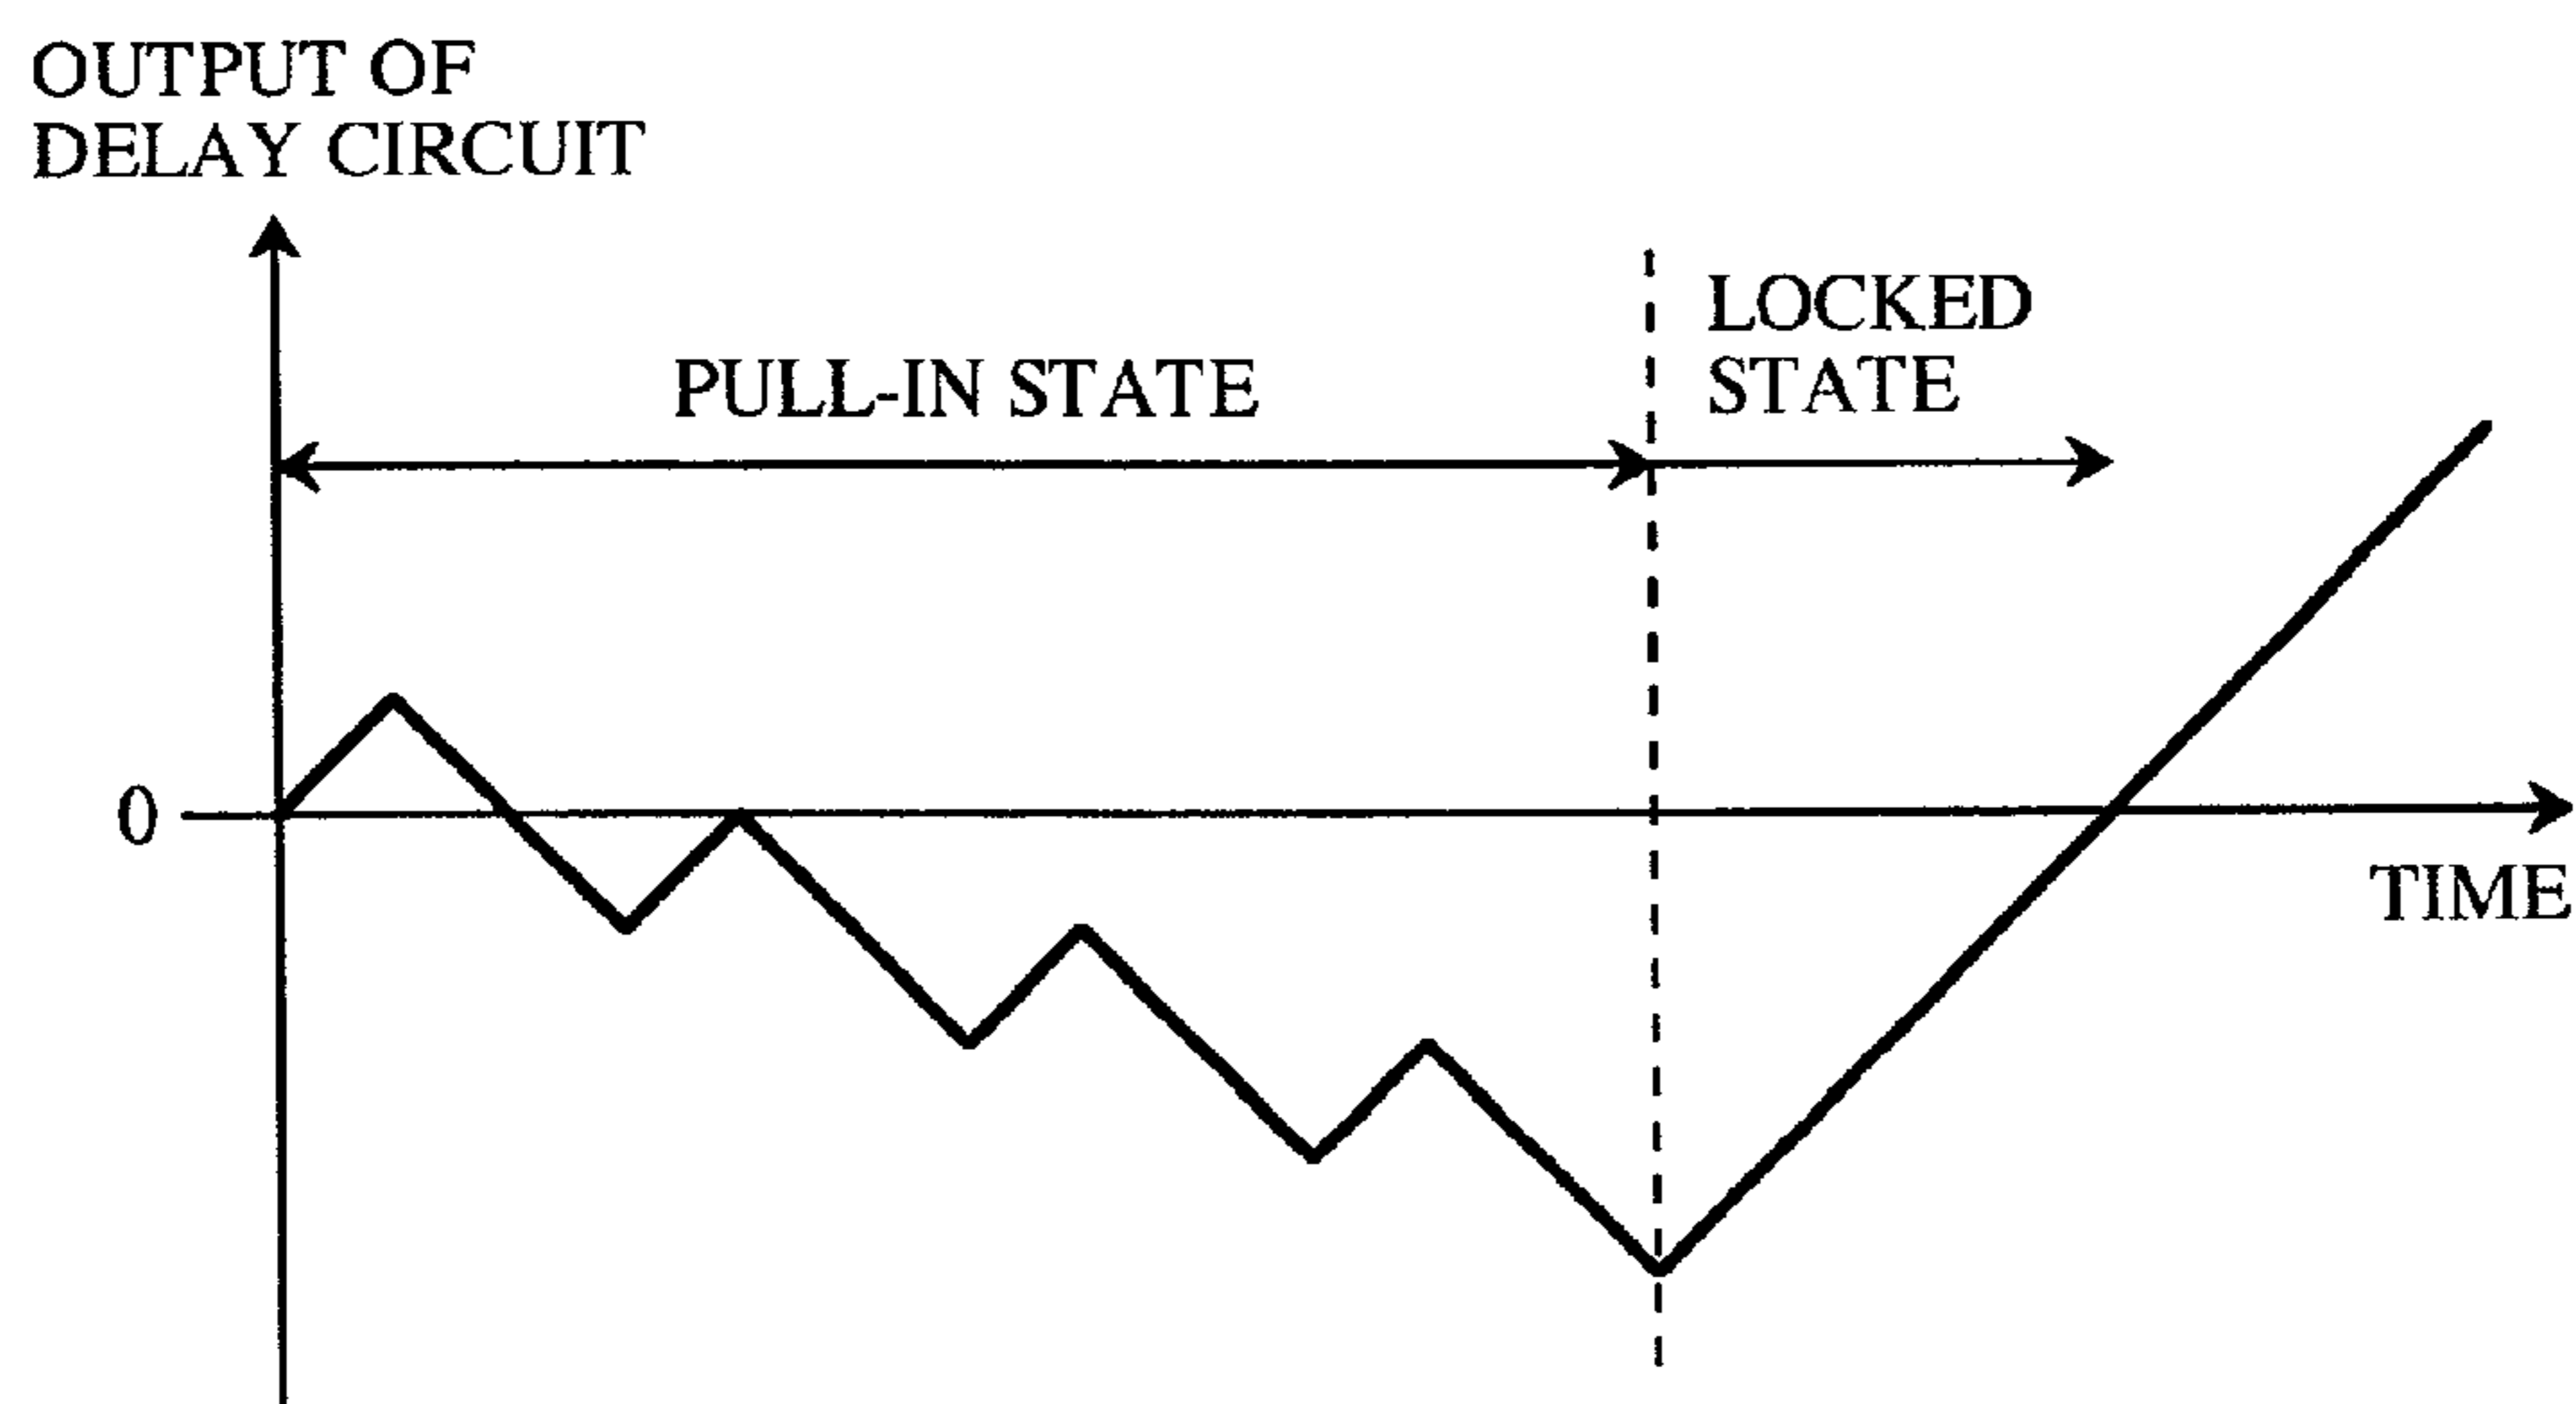 OUTPUT OF
DELAY CIRCUIT
LOCKED
STATE
PULL-IN STATE
0
TIME